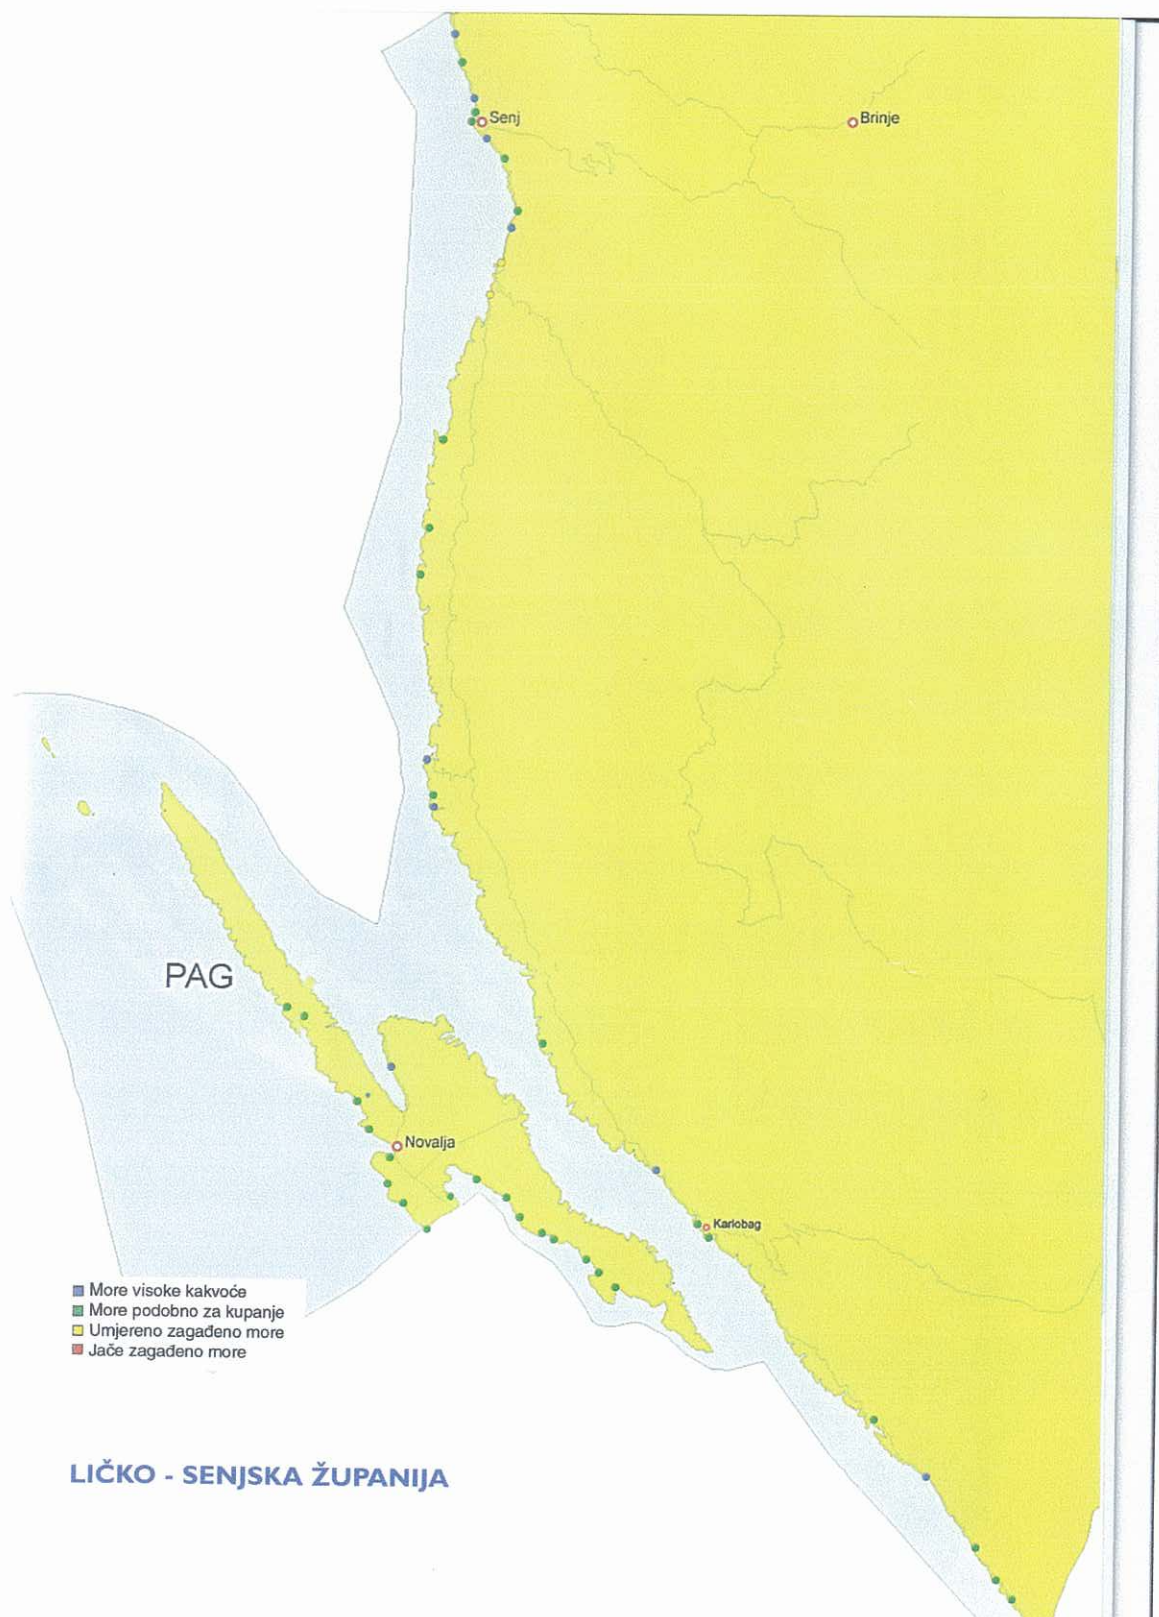 Senj
Brinje
PAG
Novalja
Karlobag
More visoke kakvoće
More podobno za kupanje
Umjereno zagađeno more
Jače zagađeno more
LIČKO - SENJSKA ŽUPANIJA